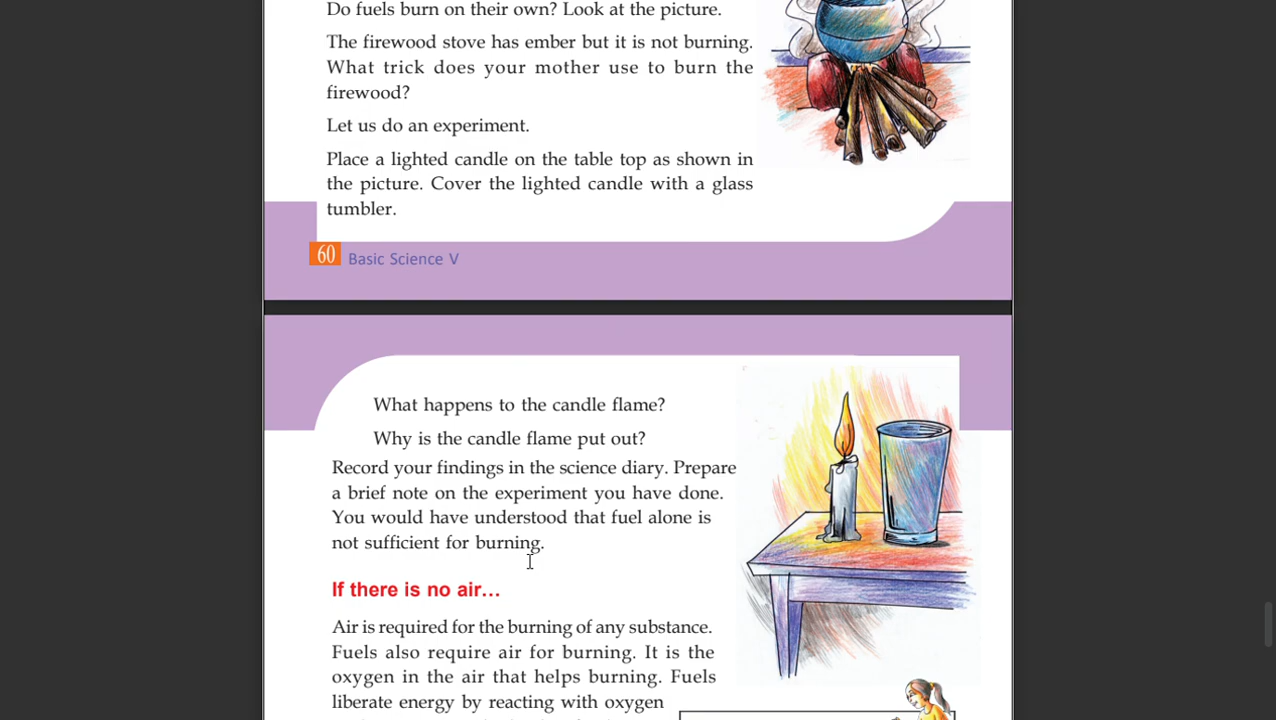 Do fuels burn on their own? Look at the picture.
The firewood stove has ember but it is not burning.
What trick does your mother use to burn the
firewood?
Let us do an experiment.
Place a lighted candle on the table top as shown in
the picture. Cover the lighted candle with a glass
tumbler.
60 Basic Science V
What happens to the candle flame?
Why is the candle flame put out?
Record your findings in the science diary. Prepare
a brief note on the experiment you have done.
You would have understood that fuel alone is
not sufficient for burning.
If there is no air...
Air is required for the burning of any substance.
Fuels also require air for burning. It is the
oxygen in the air that helps burning. Fuels
liberate energy by reacting with oxygen